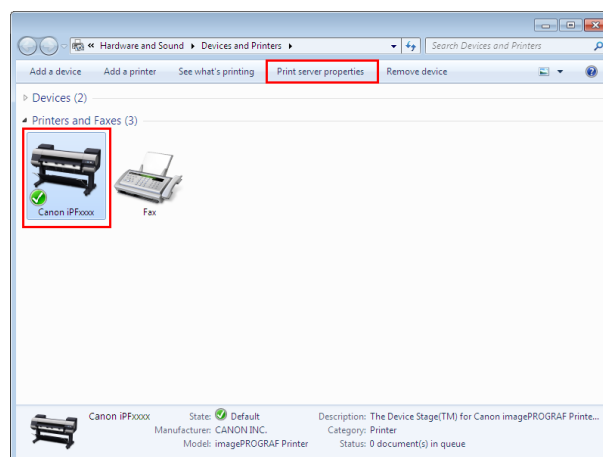 « Hardware and Sound ▸ Devices and Printers ▸ Search Devices and Printers
Add a device Add a printer See what's printing Print server properties Remove device
Devices (2)
Printers and Faxes (3)
Canon iPFxxxx Fax
Canon iPFxxxx State: Default Description: The Device Stage(TM) for Canon imagePROGRAF Printe...
Manufacturer: CANON INC. Category: Printer
Model: imagePROGRAF Printer Status: 0 document(s) in queue